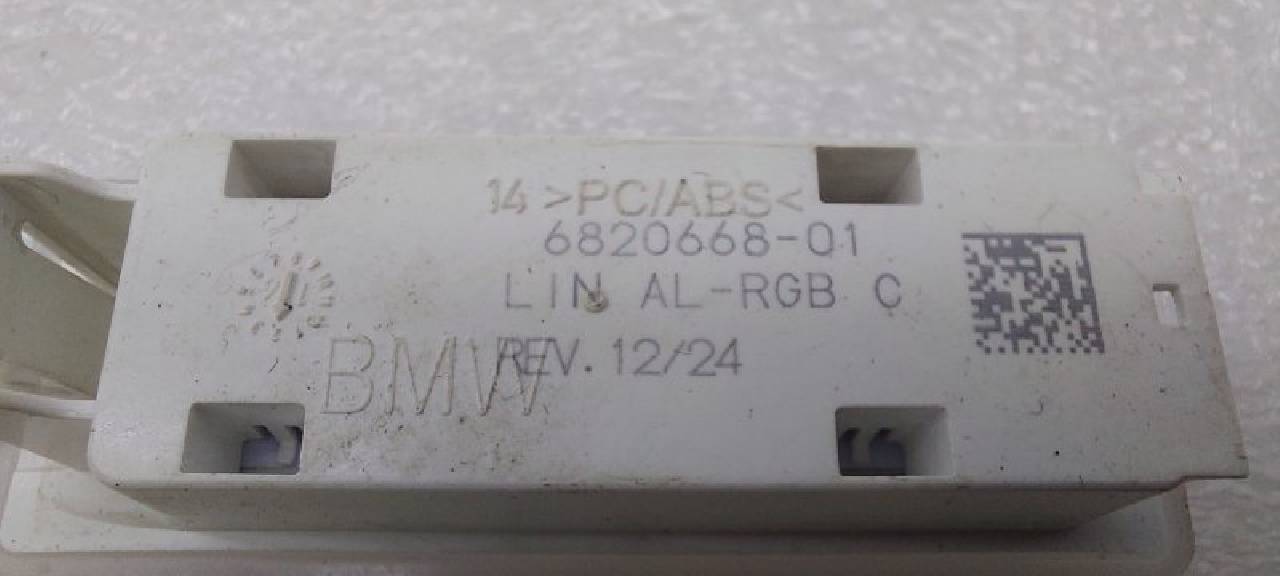 14 >PC/ABS<
6820668-01
LIN AL-RGB C
REV. 12/24
BMW